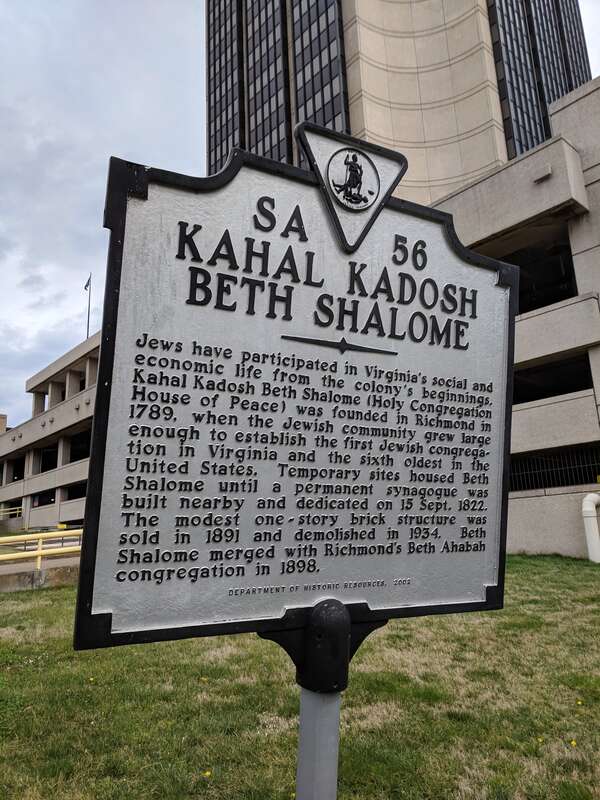 SA 56
KAHAL KADOSH
BETH SHALOME
Jews have participated in Virginia's social and
economic life from the colony's beginnings.
Kahal Kadosh Beth Shalome (Holy Congregation
House of Peace) was founded in Richmond in
1789, when the Jewish community grew large
enough to establish the first Jewish congrega-
tion in Virginia and the sixth oldest in the
United States. Temporary sites housed Beth
Shalome until a permanent synagogue was
built nearby and dedicated on 15 Sept. 1822.
The modest one-story brick structure was
sold in 1891 and demolished in 1934. Beth
Shalome merged with Richmond's Beth Ahabah
congregation in 1898.
DEPARTMENT OF HISTORIC RESOURCES, 2002